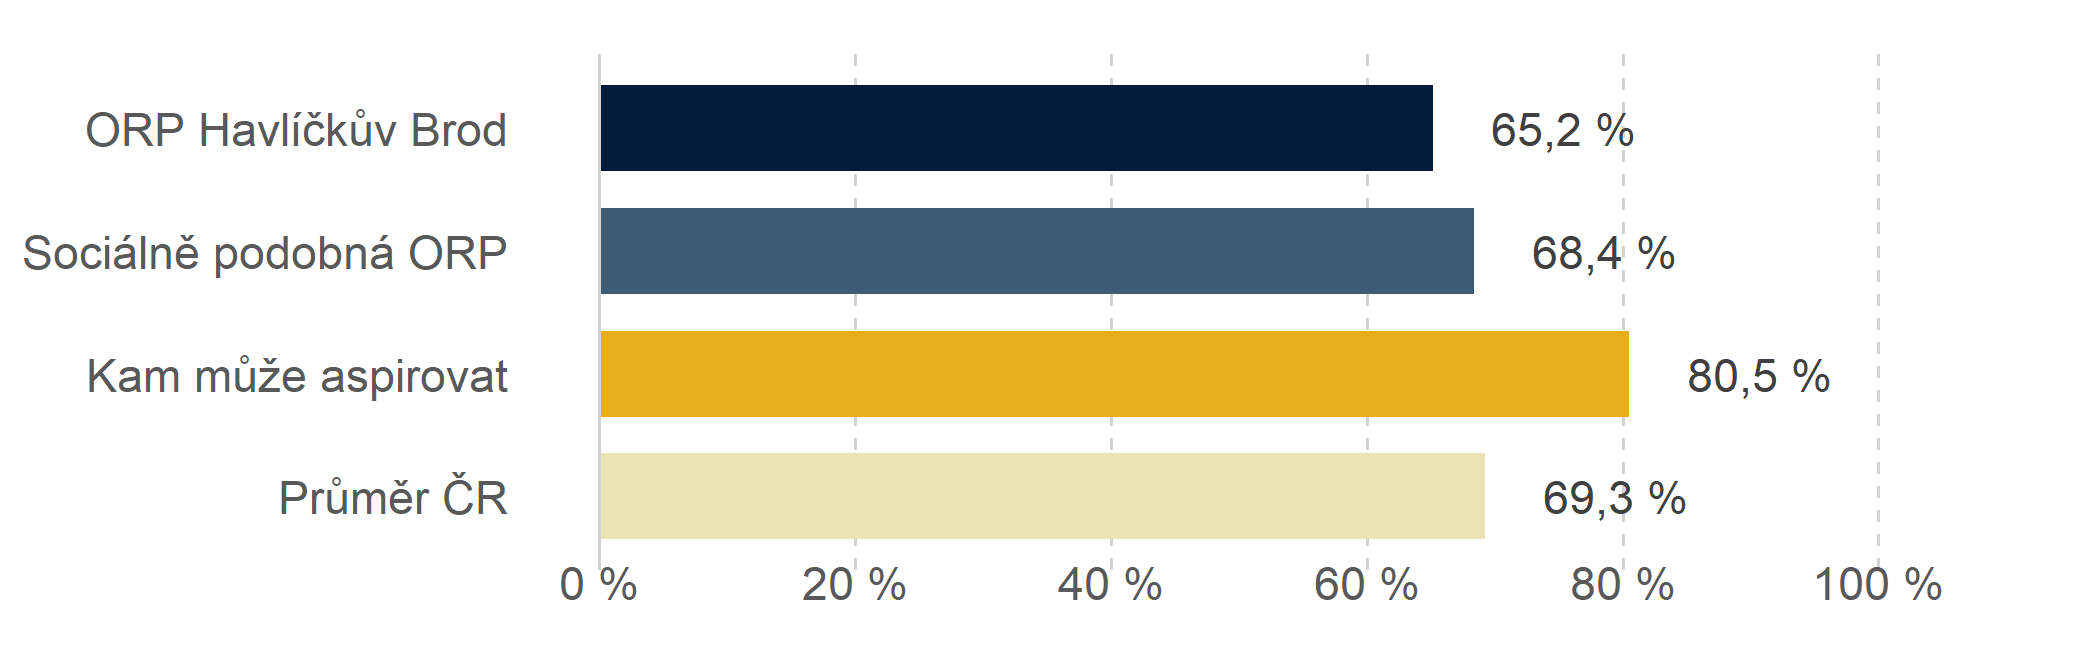 ORP Havlíčkův Brod 65,2 %
Sociálně podobná ORP 68,4 %
Kam může aspirovat 80,5 %
Průměr ČR 69,3 %
0 % 20 % 40 % 60 % 80 % 100 %